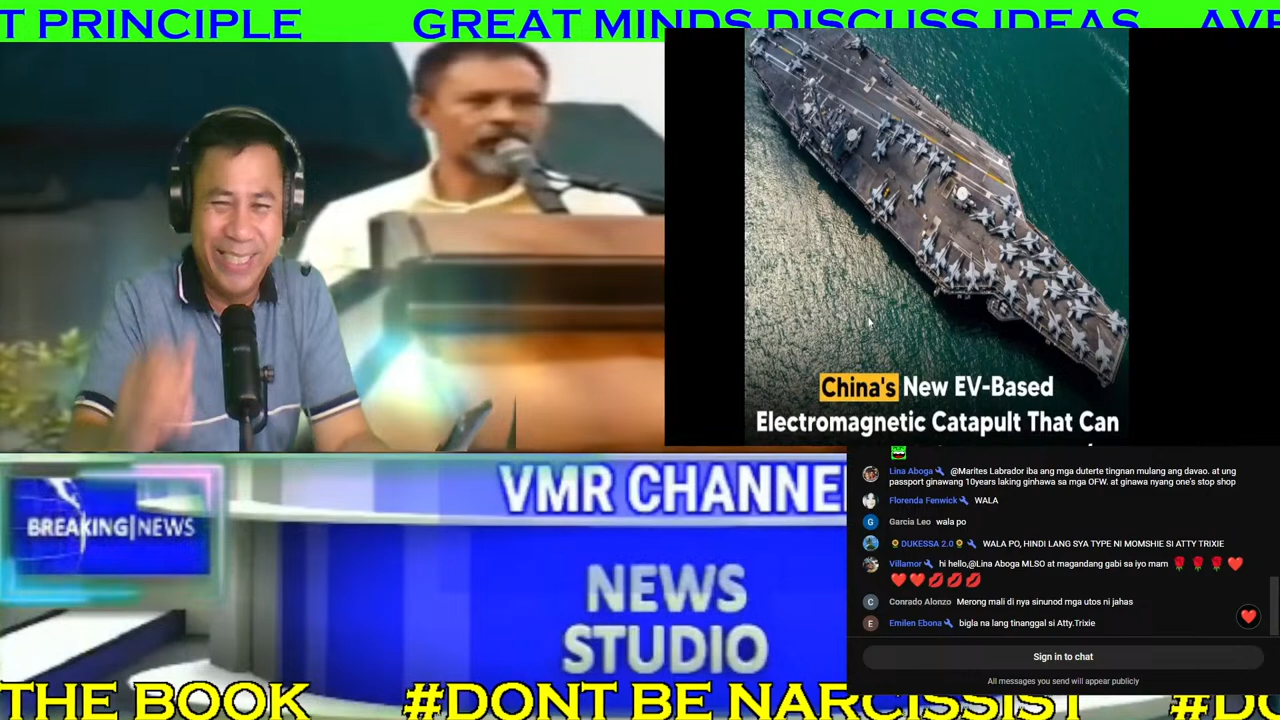 T PRINCIPLE GREAT MINDS DISCUSS IDEAS AVE
China's New EV-Based
Electromagnetic Catapult That Can
Lina Aboga @Marites Labrador iba ang mga duterte tingnan mulang ang davao. at ung
passport ginawang 10years laking ginhawa sa mga OFW. at ginawa nyang one's stop shop
Florenda Fenwick WALA
G Garcia Leo wala po
🌻DUKESSA 2.0🌻 WALA PO, HINDI LANG SYA TYPE NI MOMSHIE SI ATTY TRIXIE
Villamor hi hello,@Lina Aboga MLSO at magandang gabi sa iyo mam 🌹🌹🌹❤️
❤️❤️💋💋💋
C Conrado Alonzo Merong mali di nya sinunod mga utos ni jahas
E Emilen Ebona bigla na lang tinanggal si Atty.Trixie
Sign in to chat
All messages you send will appear publicly
BREAKING|NEWS
VMR CHANNE
NEWS
STUDIO
THE BOOK #DONT BE NARCISSIST #DO